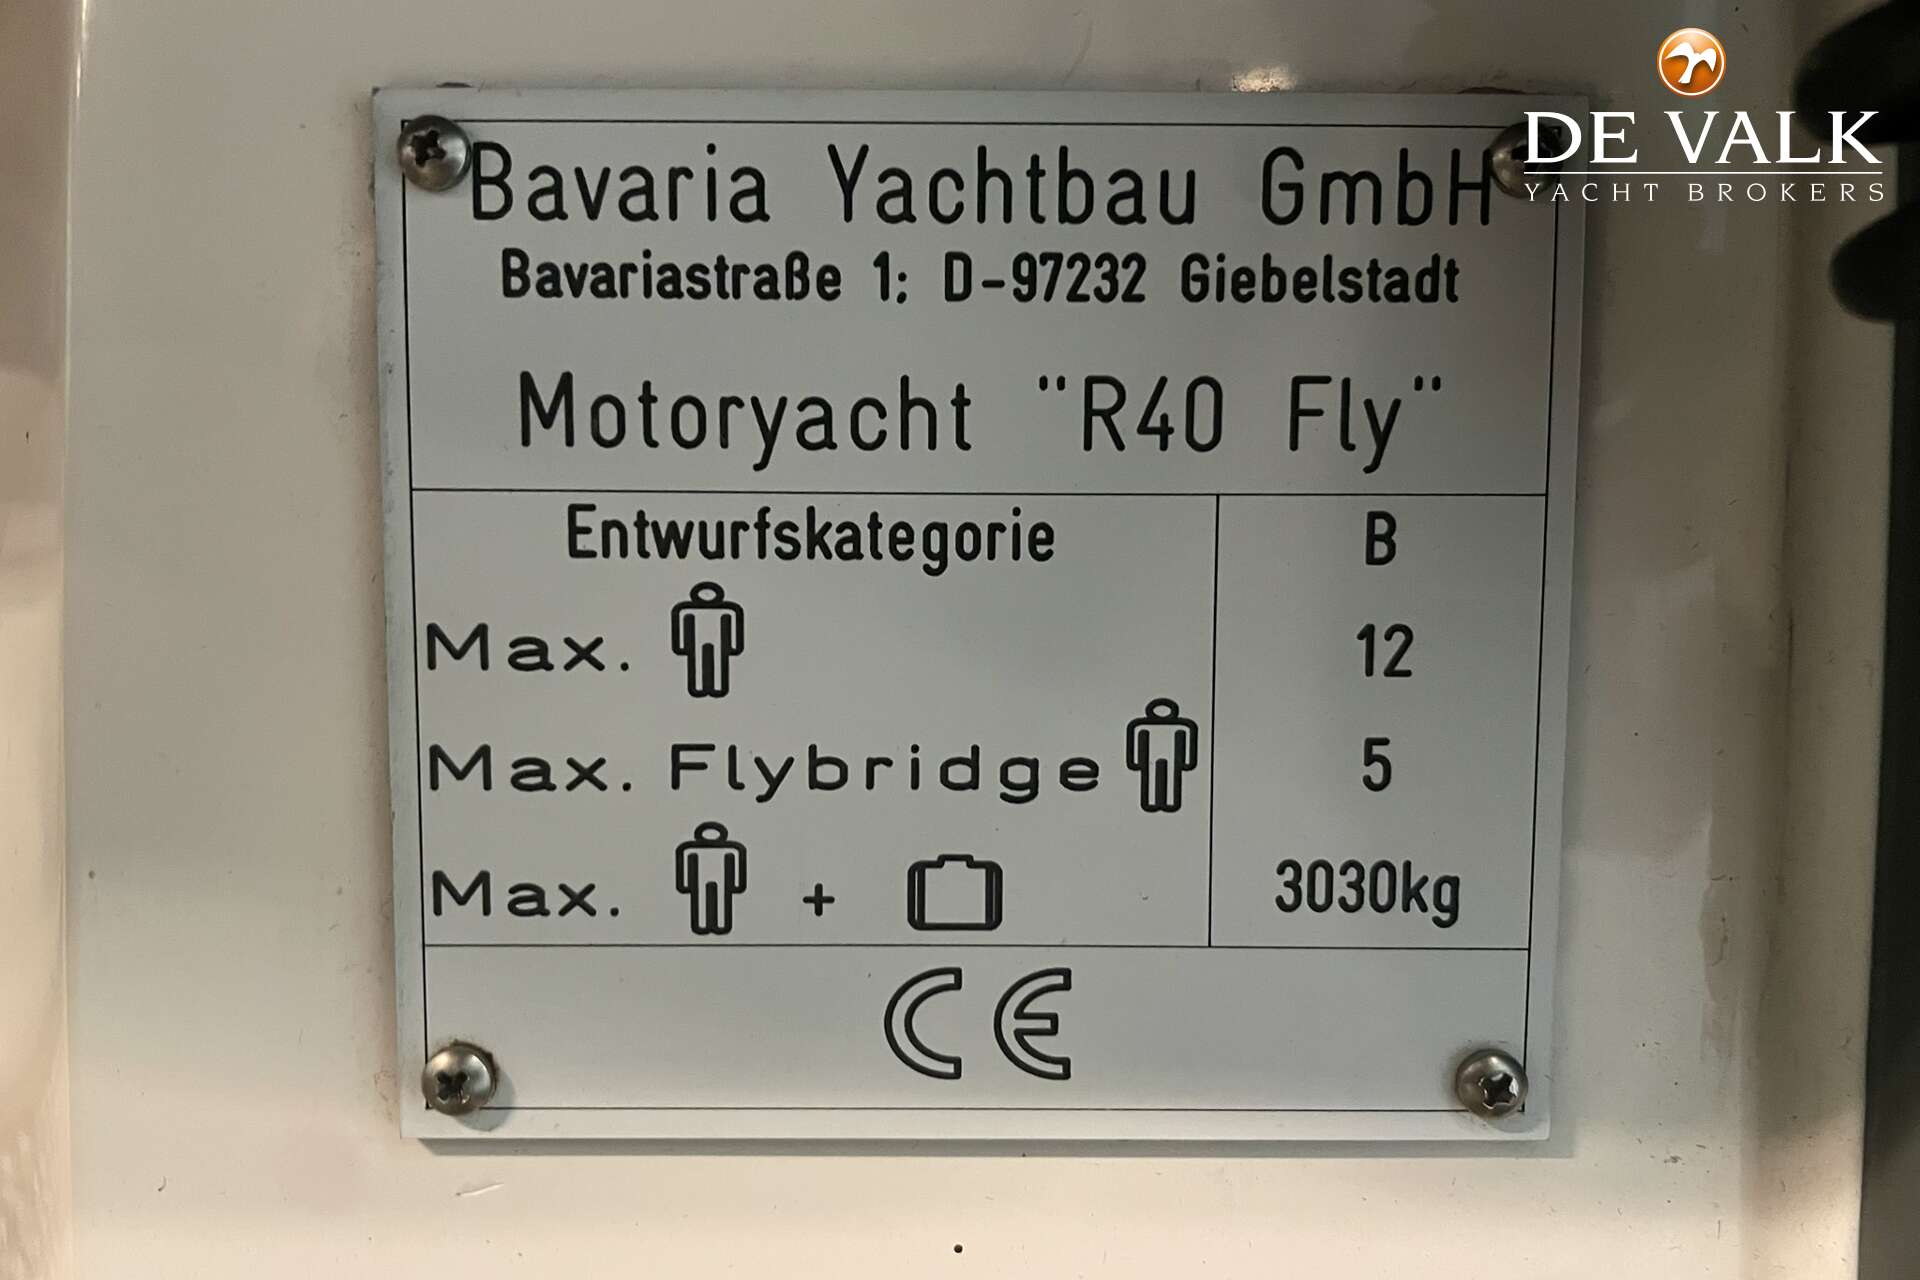 DE VALK
YACHT BROKERS
Bavaria Yachtbau GmbH
Bavariastraße 1; D-97232 Giebelstadt
Motoryacht "R40 Fly"
Entwurfskategorie B
Max. 12
Max. Flybridge 5
Max. + 3030kg
CE